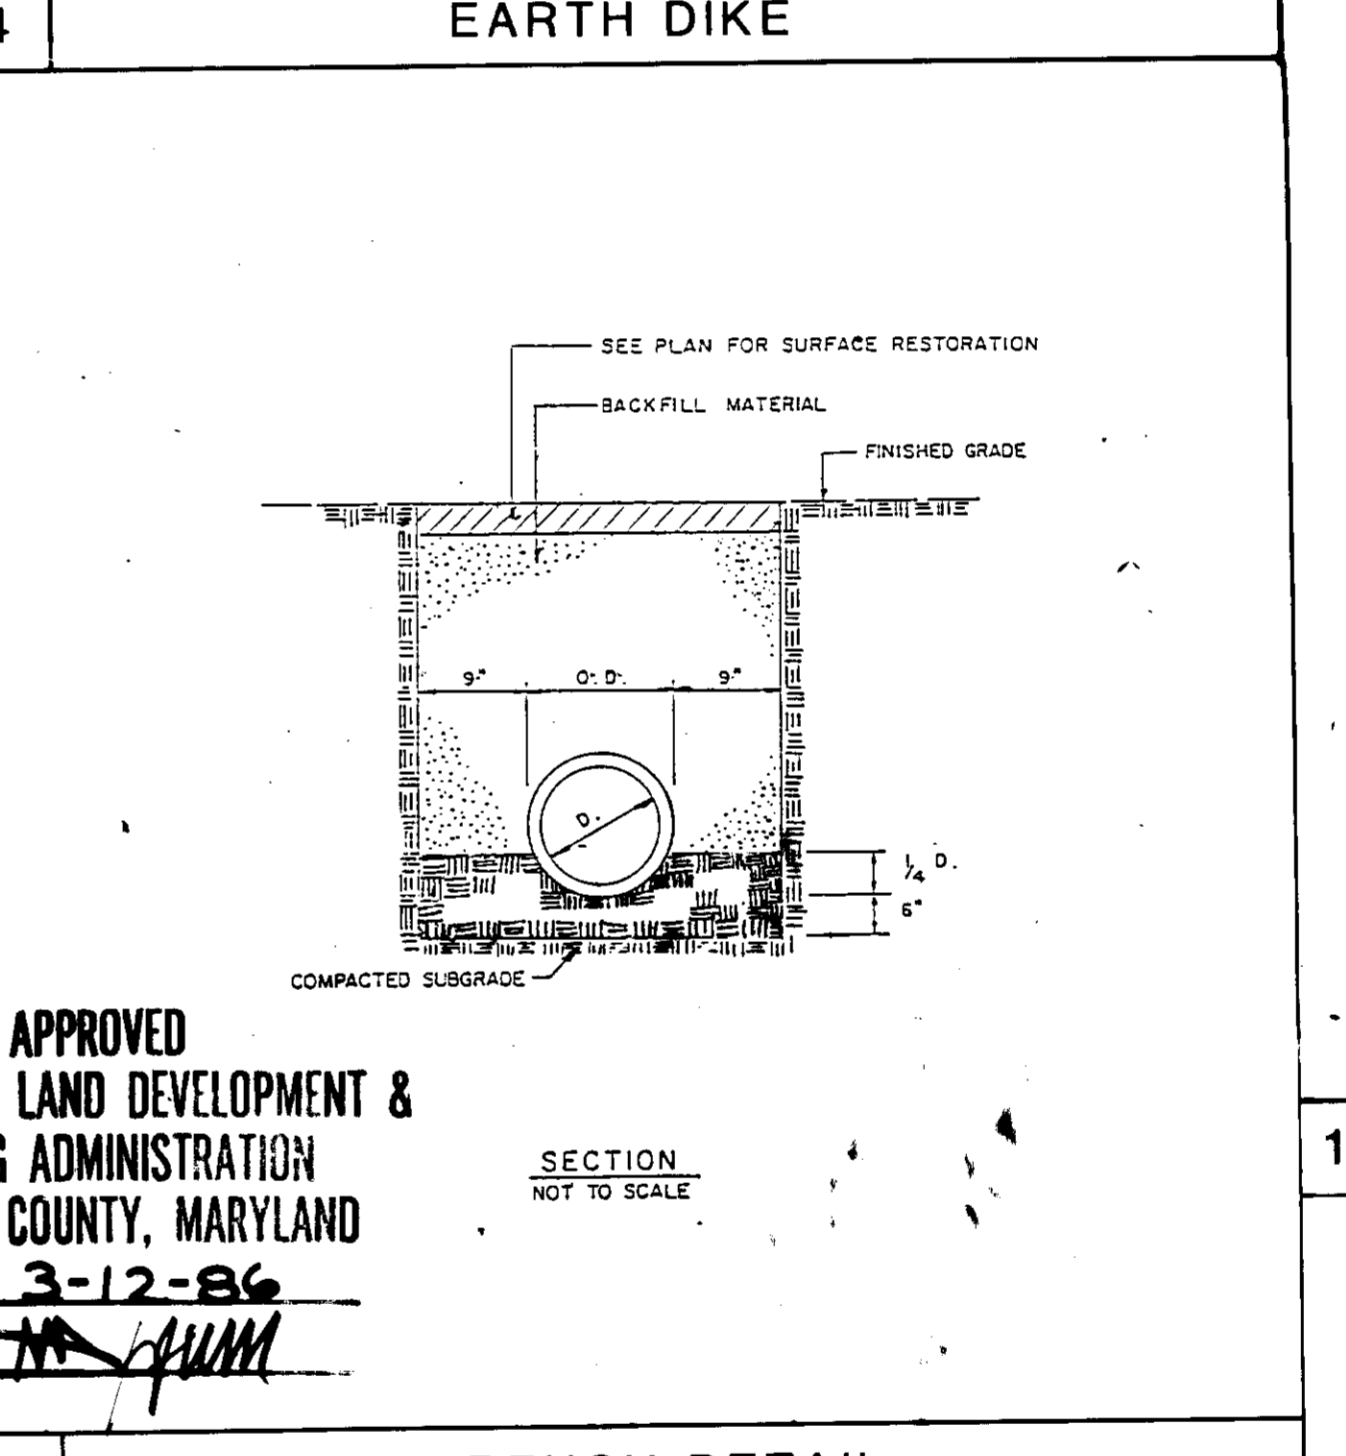 EARTH DIKE
SEE PLAN FOR SURFACE RESTORATION
BACKFILL MATERIAL
FINISHED GRADE
9" O.D. 9"
D.
1/4 D.
6"
COMPACTED SUBGRADE
APPROVED
LAND DEVELOPMENT &
ADMINISTRATION
COUNTY, MARYLAND
3-12-86
SECTION
NOT TO SCALE
1